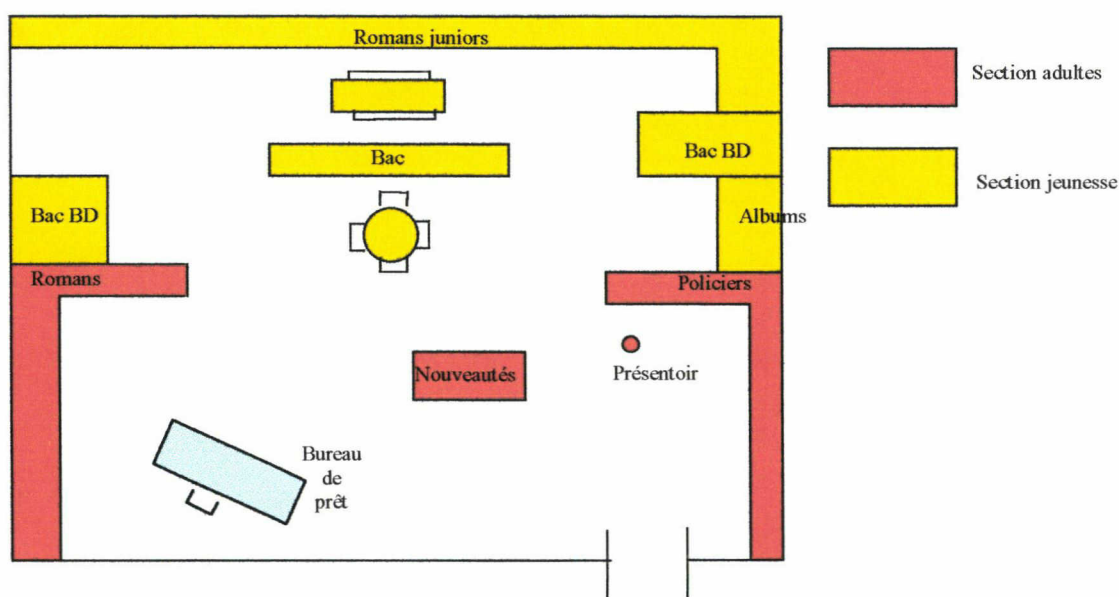 Romans juniors
Section adultes
Bac
Bac BD
Section jeunesse
Bac BD
Albums
Romans
Policiers
Nouveautés
Présentoir
Bureau
de
prêt